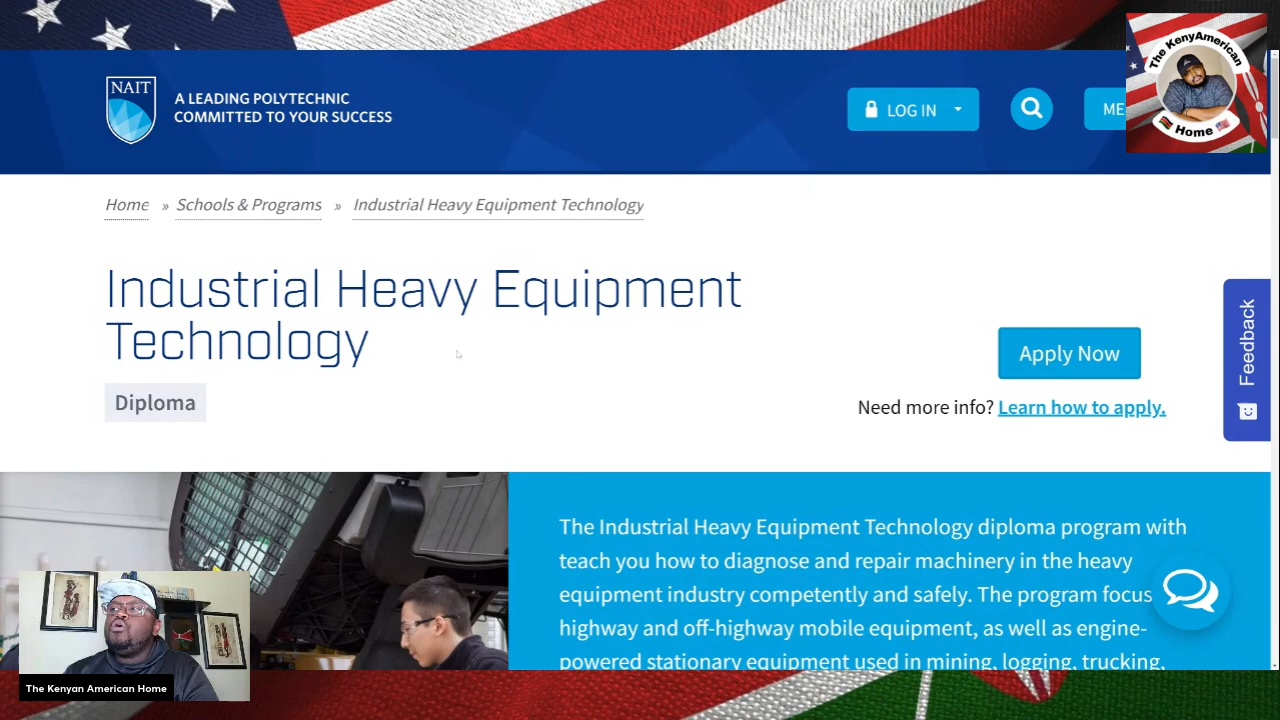 NAIT
A LEADING POLYTECHNIC
COMMITTED TO YOUR SUCCESS
LOG IN
ME
The KenyAmerican
Home
Home » Schools & Programs » Industrial Heavy Equipment Technology
Industrial Heavy Equipment
Technology
Diploma
Apply Now
Need more info? Learn how to apply.
Feedback
The Industrial Heavy Equipment Technology diploma program with
teach you how to diagnose and repair machinery in the heavy
equipment industry competently and safely. The program focus
highway and off-highway mobile equipment, as well as engine-
powered stationary equipment used in mining, logging, trucking,
The Kenyan American Home